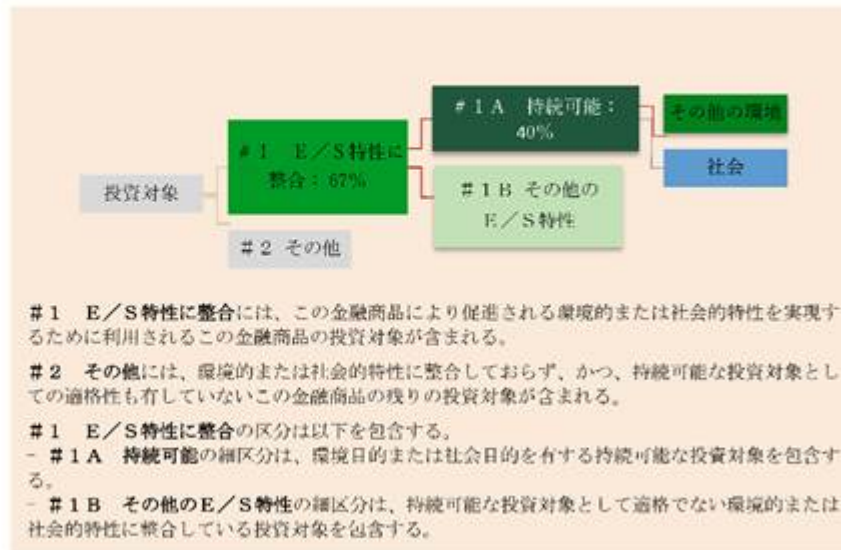 #1A 持続可能:
40%
その他の環境
#1 E/S特性に
整合:67%
社会
投資対象
#1B その他の
E/S特性
#2 その他
#1 E/S特性に整合には、この金融商品により促進される環境的または社会的特性を実現す
るために利用されるこの金融商品の投資対象が含まれる。
#2 その他には、環境的または社会的特性に整合しておらず、かつ、持続可能な投資対象とし
ての適格性も有していないこの金融商品の残りの投資対象が含まれる。
#1 E/S特性に整合の区分は以下を包含する。
- #1A 持続可能の細区分は、環境目的または社会目的を有する持続可能な投資対象を包含す
る。
- #1B その他のE/S特性の細区分は、持続可能な投資対象として適格でない環境的または
社会的特性に整合している投資対象を包含する。